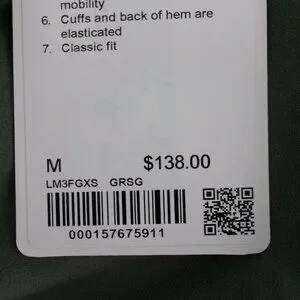 mobility
6. Cuffs and back of hem are
elasticated
7. Classic fit
M $138.00
LM3FGXS GRSG
000157675911